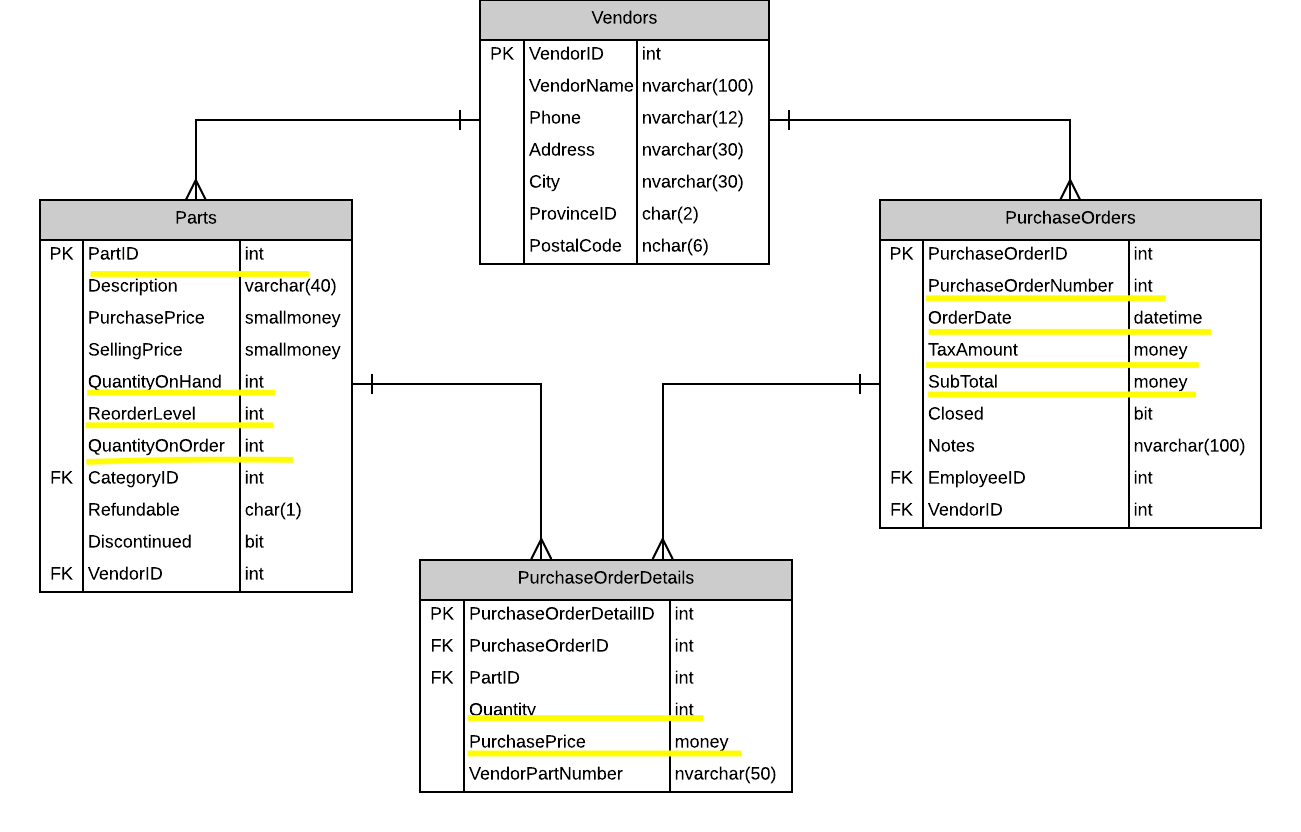 Vendors
PK VendorID int
VendorName nvarchar(100)
Phone nvarchar(12)
Address nvarchar(30)
City nvarchar(30)
ProvinceID char(2)
PostalCode nchar(6)
Parts
PK PartID int
Description varchar(40)
PurchasePrice smallmoney
SellingPrice smallmoney
QuantityOnHand int
ReorderLevel int
QuantityOnOrder int
FK CategoryID int
Refundable char(1)
Discontinued bit
FK VendorID int
PurchaseOrders
PK PurchaseOrderID int
PurchaseOrderNumber int
OrderDate datetime
TaxAmount money
SubTotal money
Closed bit
Notes nvarchar(100)
FK EmployeeID int
FK VendorID int
PurchaseOrderDetails
PK PurchaseOrderDetailID int
FK PurchaseOrderID int
FK PartID int
Quantity int
PurchasePrice money
VendorPartNumber nvarchar(50)